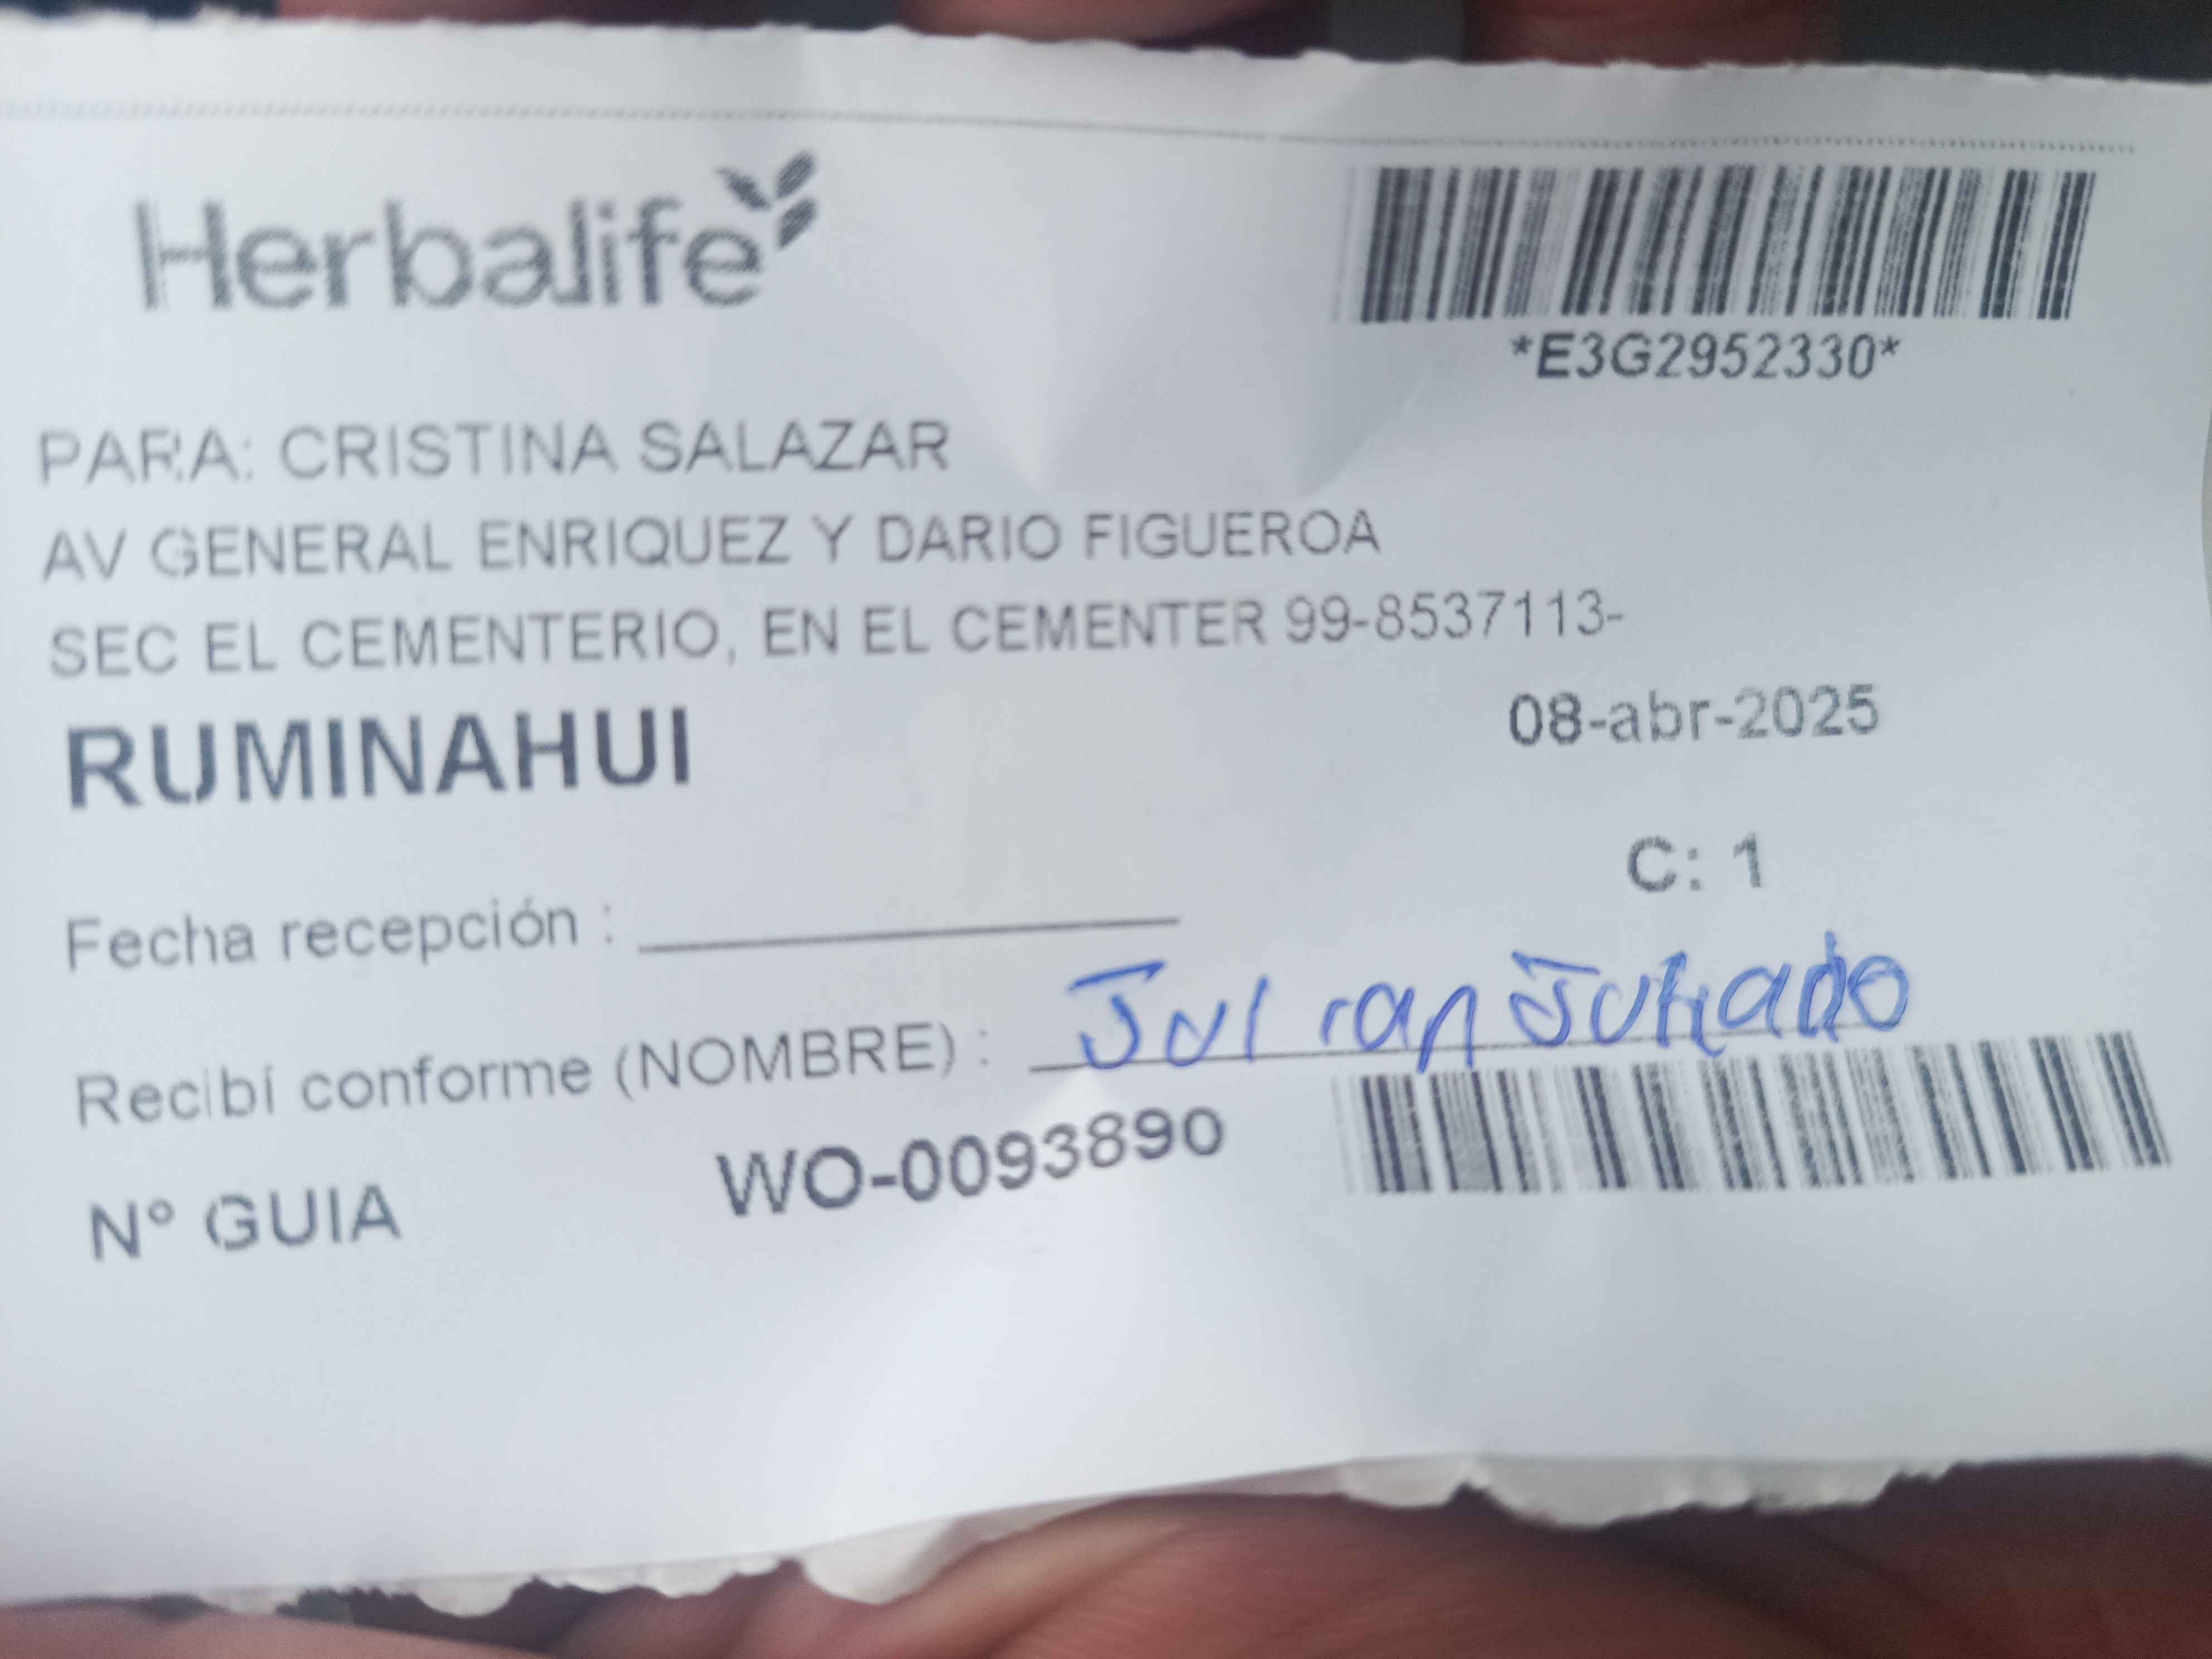 Herbalife
*E3G2952330*
PARA: CRISTINA SALAZAR
AV GENERAL ENRIQUEZ Y DARIO FIGUEROA
SEC EL CEMENTERIO, EN EL CEMENTER 99-8537113-
RUMINAHUI
08-abr-2025
C: 1
Fecha recepción :
Recibí conforme (NOMBRE) : Julian
N° GUIA WO-0093890